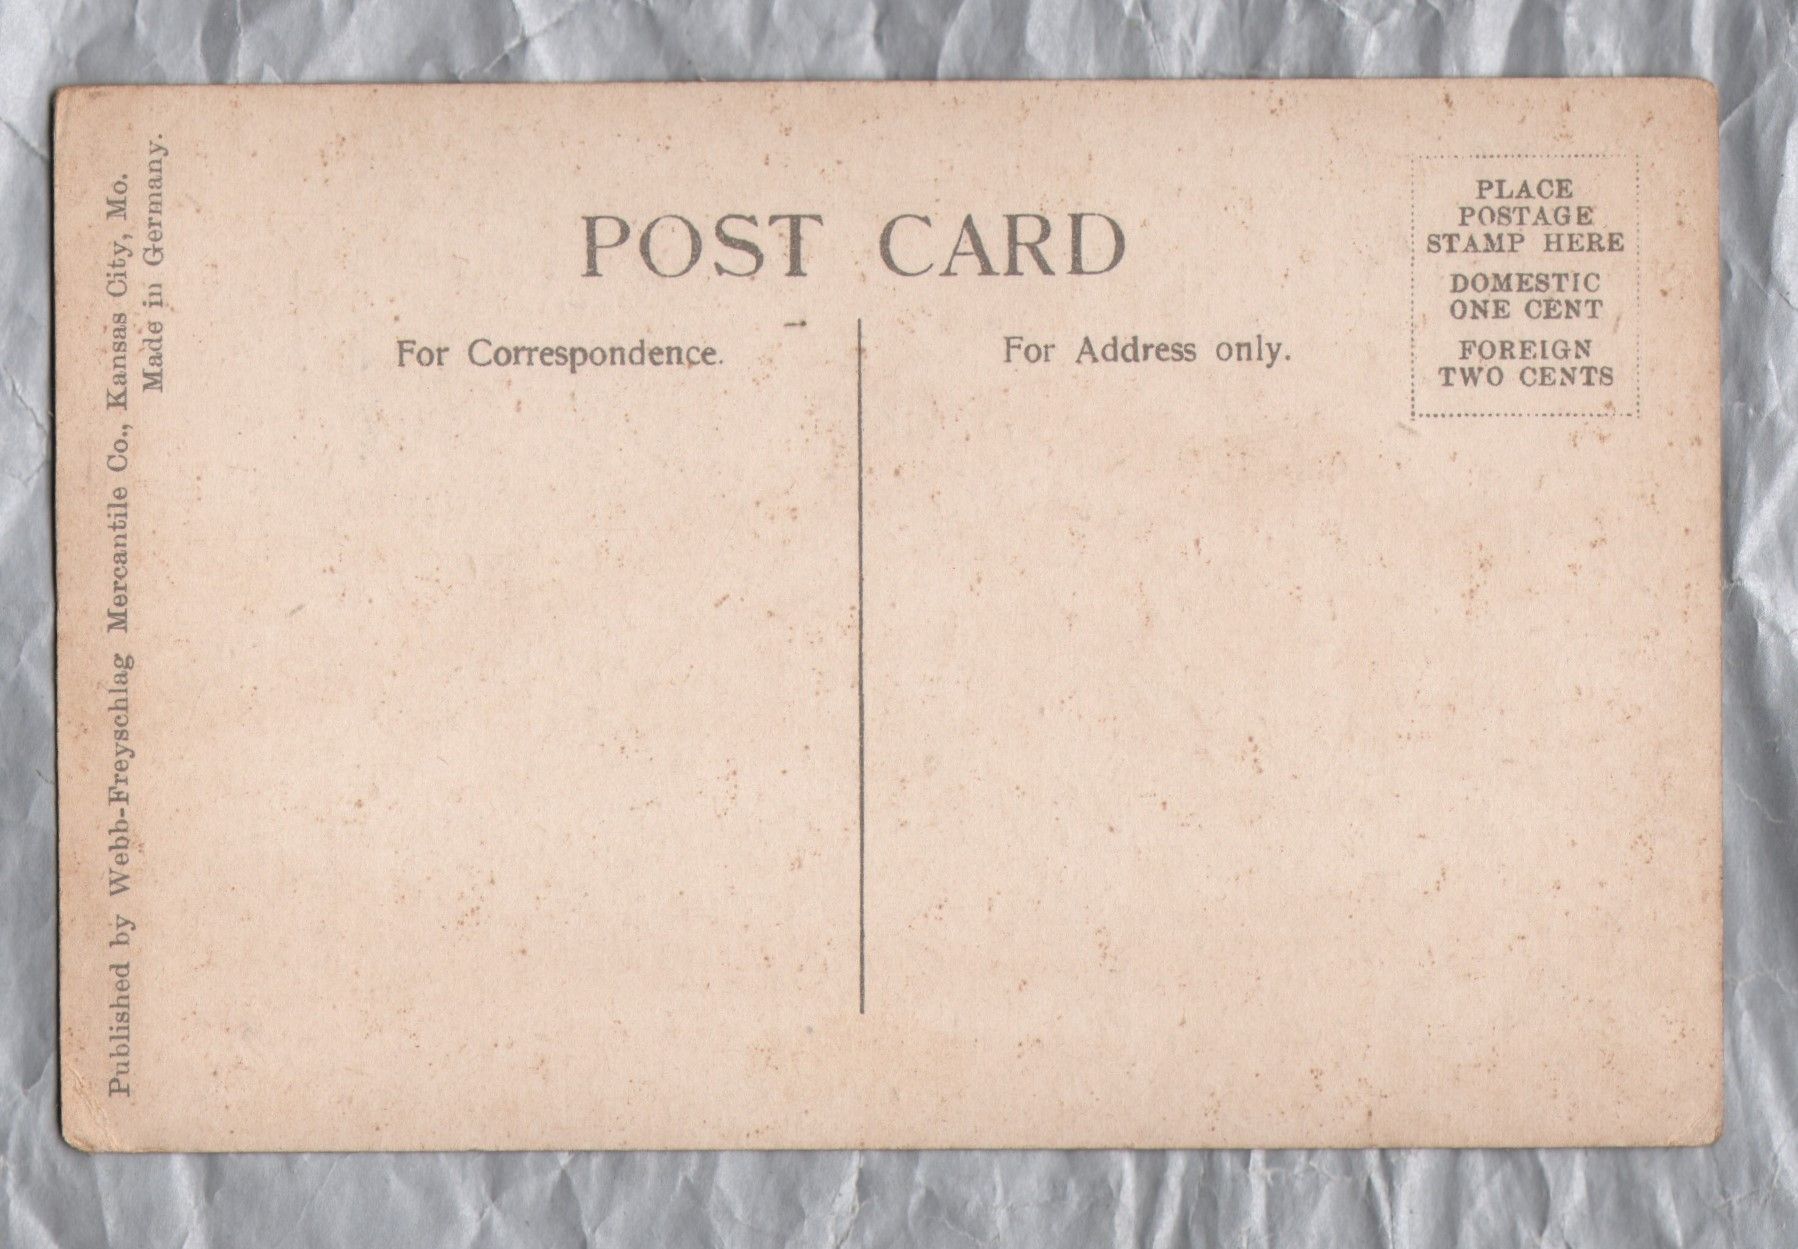 Published by Webb-Freyschlag Mercantile Co., Kansas City, Mo.
Made in Germany.
POST CARD
For Correspondence.
For Address only.
PLACE
POSTAGE
STAMP HERE
DOMESTIC
ONE CENT
FOREIGN
TWO CENTS